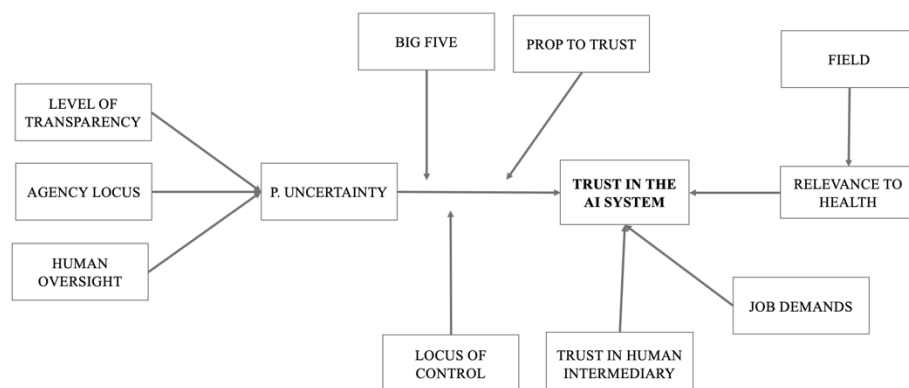 BIG FIVE
PROP TO TRUST
FIELD
LEVEL OF
TRANSPARENCY
AGENCY LOCUS
P. UNCERTAINTY
TRUST IN THE
AI SYSTEM
RELEVANCE TO
HEALTH
HUMAN
OVERSIGHT
JOB DEMANDS
LOCUS OF
CONTROL
TRUST IN HUMAN
INTERMEDIARY